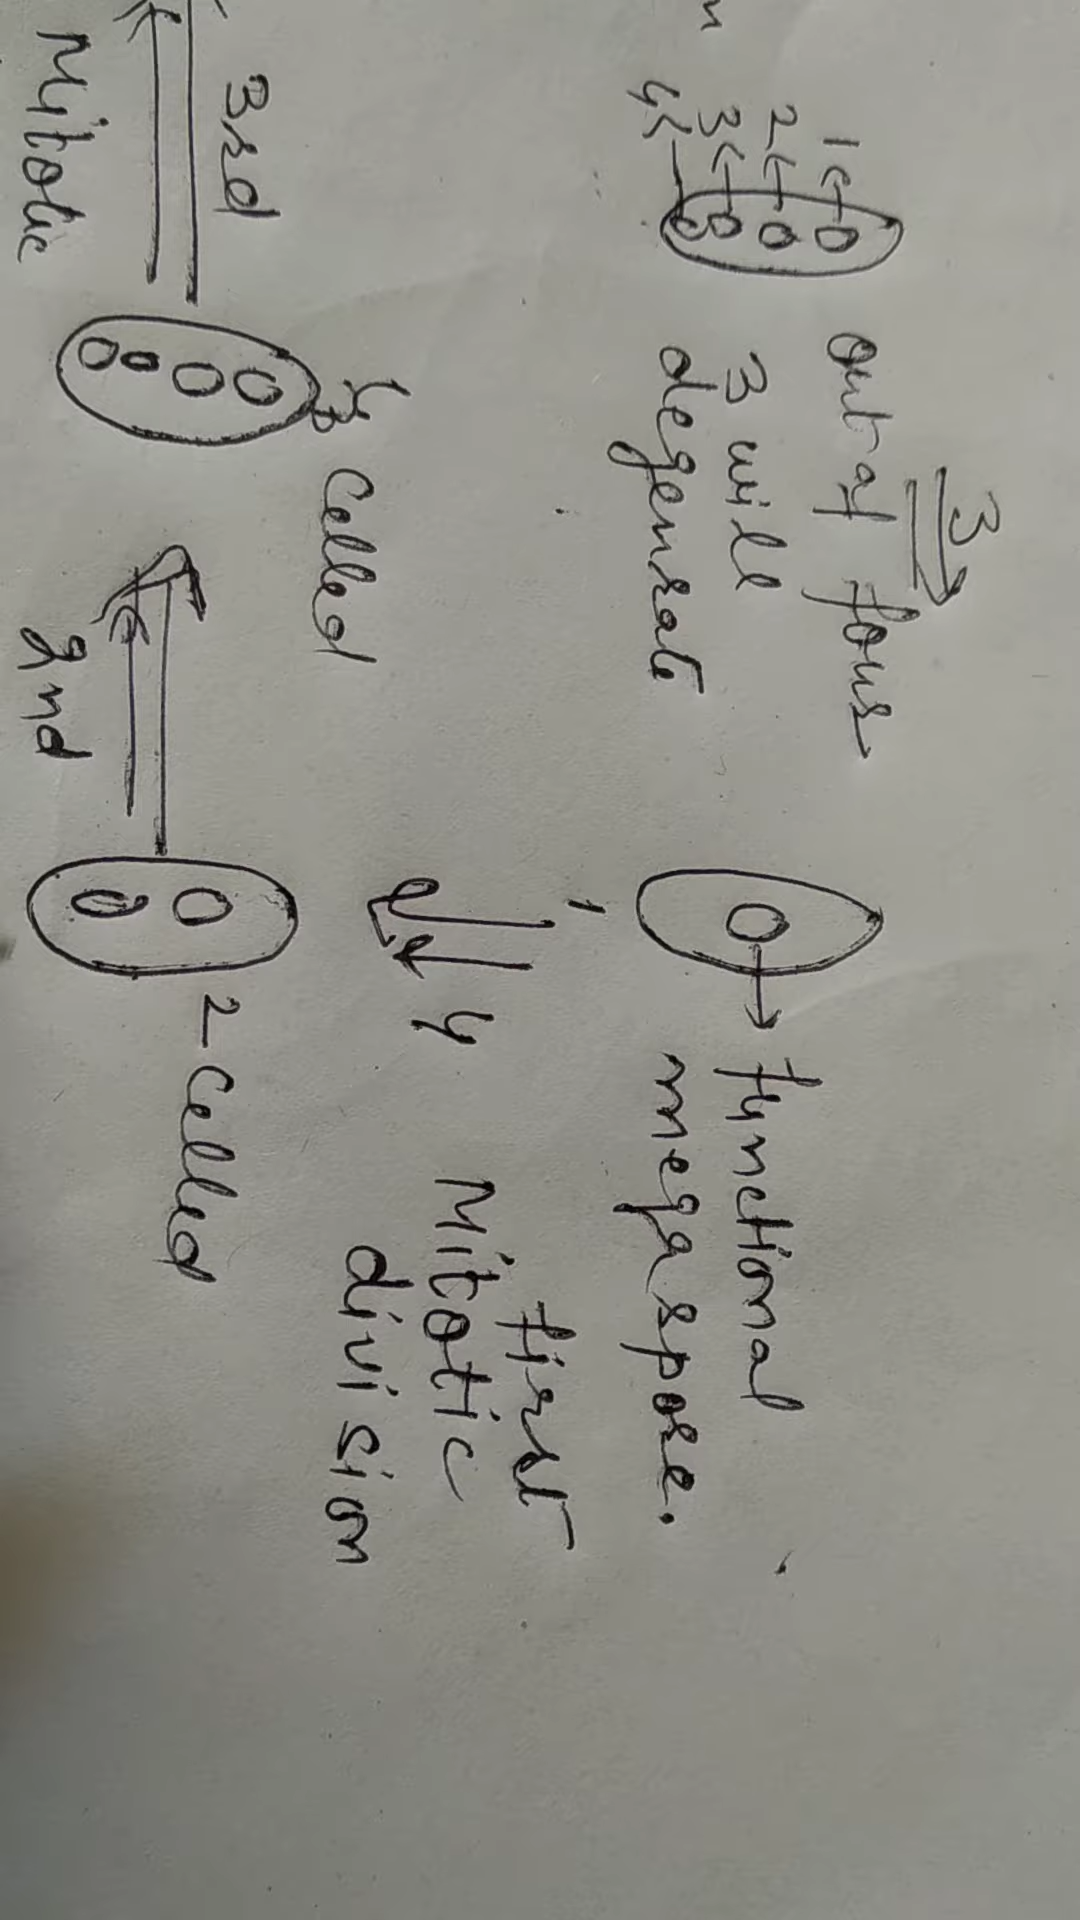 3
1
2
3
4
out of four
3 will
degenrate
functional
megaspore.
4
first
Mitotic
division
2 celled
2nd
4 celled
3rd
Mitotic